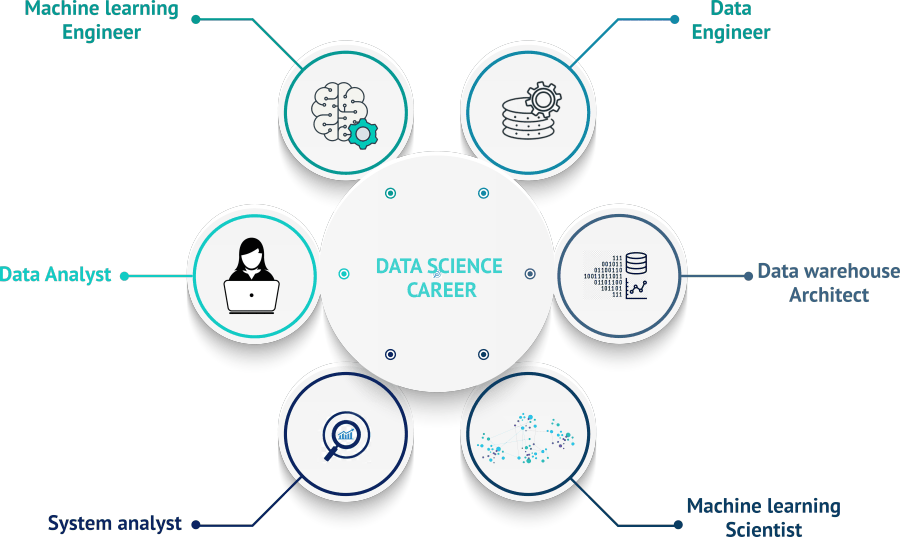 Machine learning
Engineer
Data
Engineer
DATA SCIENCE
CAREER
Data Analyst
111
001011
01100110
10011011011
01101100
101101
111
Data warehouse
Architect
System analyst
Machine learning
Scientist